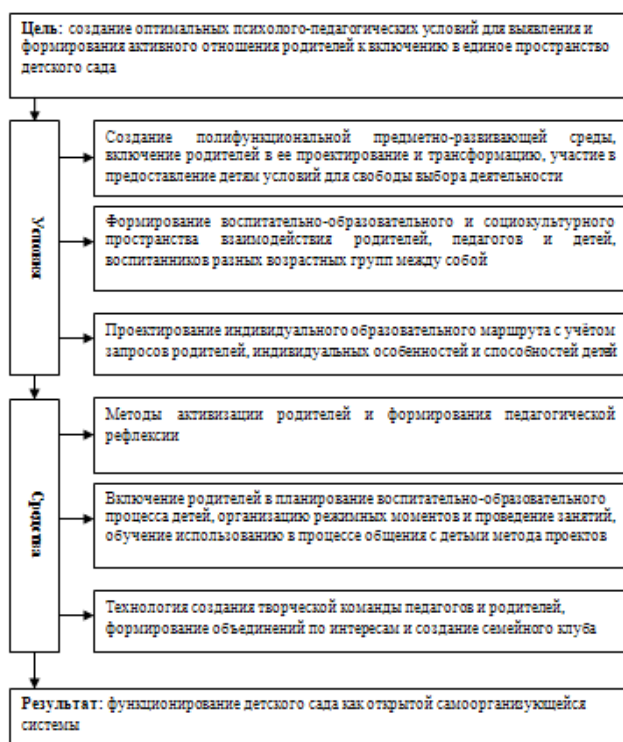 Цель: создание оптимальных психолого-педагогических условий для выявления и
формирования активного отношения родителей к включению в единое пространство
детского сада
Условия
Создание полифункциональной предметно-развивающей среды,
включение родителей в ее проектирование и трансформацию, участие в
предоставление детям условий для свободы выбора деятельности
Формирование воспитательно-образовательного и социокультурного
пространства взаимодействия родителей, педагогов и детей,
воспитанников разных возрастных групп между собой
Проектирование индивидуального образовательного маршрута с учётом
запросов родителей, индивидуальных особенностей и способностей детей
Средства
Методы активизации родителей и формирования педагогической
рефлексии
Включение родителей в планирование воспитательно-образовательного
процесса детей, организацию режимных моментов и проведение занятий,
обучение использованию в процессе общения с детьми метода проектов
Технология создания творческой команды педагогов и родителей,
формирование объединений по интересам и создание семейного клуба
Результат: функционирование детского сада как открытой самоорганизующейся
системы